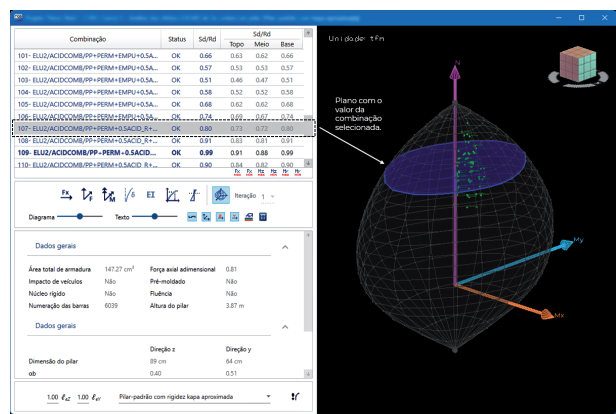 Combinação Status Sd/Rd Sd/Rd
Topo Meio Base
101- ELU2/ACIDCOMB/PP+PERM+EMPU+0.5A... OK 0.66 0.63 0.62 0.66
102- ELU2/ACIDCOMB/PP+PERM+EMPU+0.5A... OK 0.57 0.53 0.53 0.57
103- ELU2/ACIDCOMB/PP+PERM+EMPU+0.5A... OK 0.51 0.46 0.47 0.51
104- ELU2/ACIDCOMB/PP+PERM+EMPU+0.5A... OK 0.58 0.52 0.52 0.58
105- ELU2/ACIDCOMB/PP+PERM+EMPU+0.5A... OK 0.68 0.62 0.62 0.68
106- ELU2/ACIDCOMB/PP+PERM+EMPU+0.5A... OK 0.74 0.69 0.67 0.74
107- ELU2/ACIDCOMB/PP+PERM+0.5ACID_R+... OK 0.80 0.73 0.72 0.80
108- ELU2/ACIDCOMB/PP+PERM+0.5ACID_R+... OK 0.91 0.83 0.81 0.91
109- ELU2/ACIDCOMB/PP+PERM+0.5ACID... OK 0.99 0.91 0.88 0.99
110- ELU2/ACIDCOMB/PP+PERM+0.5ACID_R+... OK 0.90 0.84 0.82 0.90
Iteração 1
Diagrama Texto
Dados gerais
Área total de armadura 147.27 cm² Força axial adimensional 0.81
Impacto de veículos Não Pré-moldado Não
Núcleo rígido Não Fluência Não
Numeração das barras 6039 Altura do pilar 3.87 m
Dados gerais
Direção z Direção y
Dimensão do pilar 89 cm 64 cm
αb 0.40 0.51
1.00 1.00 Pilar-padrão com rigidez kapa aproximada
Unidade: tfm
N
Plano com o
valor da
combinação
selecionada.
My
Mx